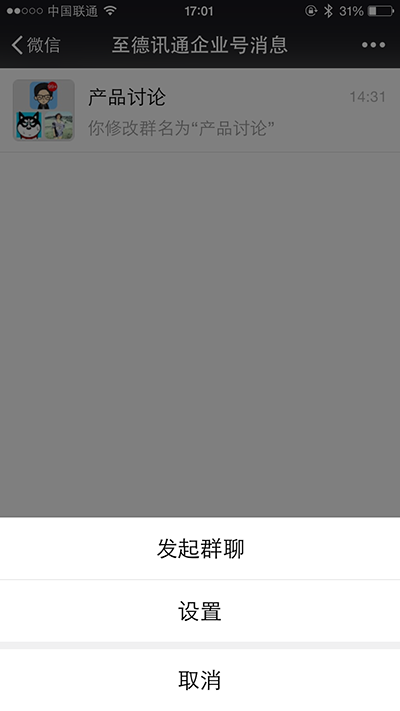 中国联通 17:01 31%
微信 至德讯通企业号消息
产品讨论 14:31
你修改群名为“产品讨论”
发起群聊
设置
取消